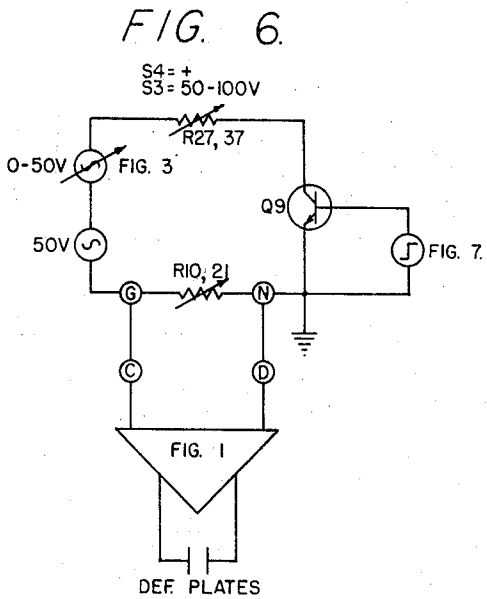 FIG. 6.
S4 = +
S3 = 50-100V
R27, 37
0-50V
FIG. 3
Q9
50V
FIG. 7.
R10, 21
G
N
C
D
FIG. 1
DEF. PLATES